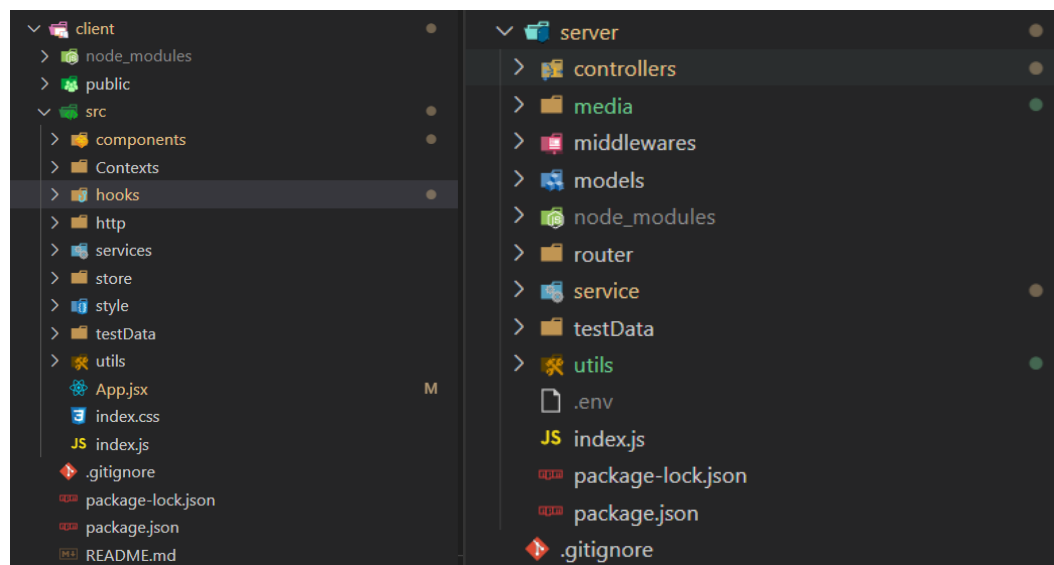 client
node_modules
public
src
components
Contexts
hooks
http
services
store
style
testData
utils
App.jsx M
index.css
JS index.js
.gitignore
package-lock.json
package.json
README.md
server
controllers
media
middlewares
models
node_modules
router
service
testData
utils
.env
JS index.js
package-lock.json
package.json
.gitignore